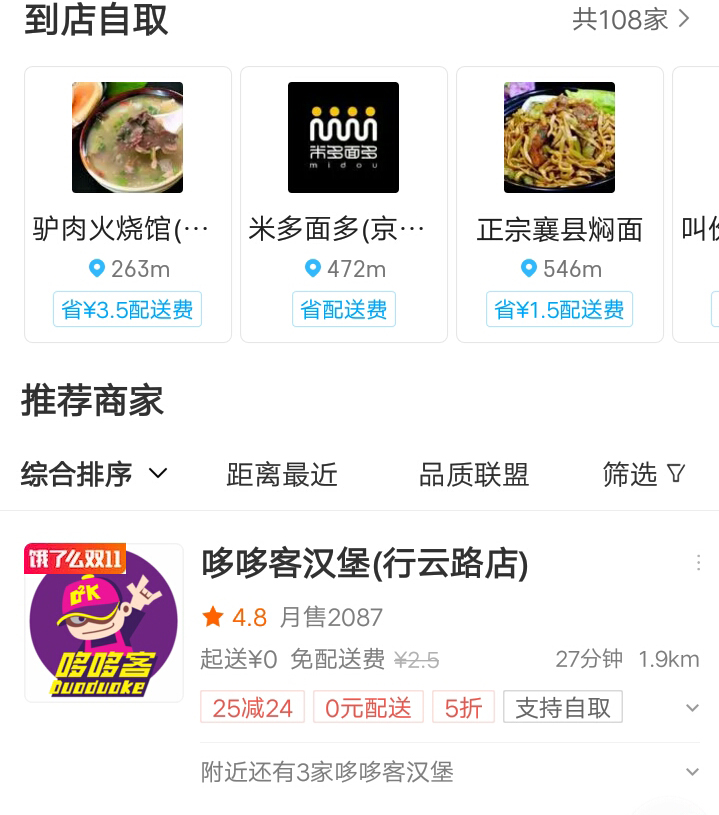 到店自取
共108家
米多面多
midou
驴肉火烧馆(…
米多面多(京…
正宗襄县焖面
263m
472m
546m
省¥3.5配送费
省配送费
省¥1.5配送费
推荐商家
综合排序
距离最近
品质联盟
筛选
饿了么双11
DK
哆哆客
Duoduoke
哆哆客汉堡(行云路店)
4.8 月售2087
起送¥0 免配送费 ¥2.5 27分钟 1.9km
25减24 0元配送 5折 支持自取
附近还有3家哆哆客汉堡